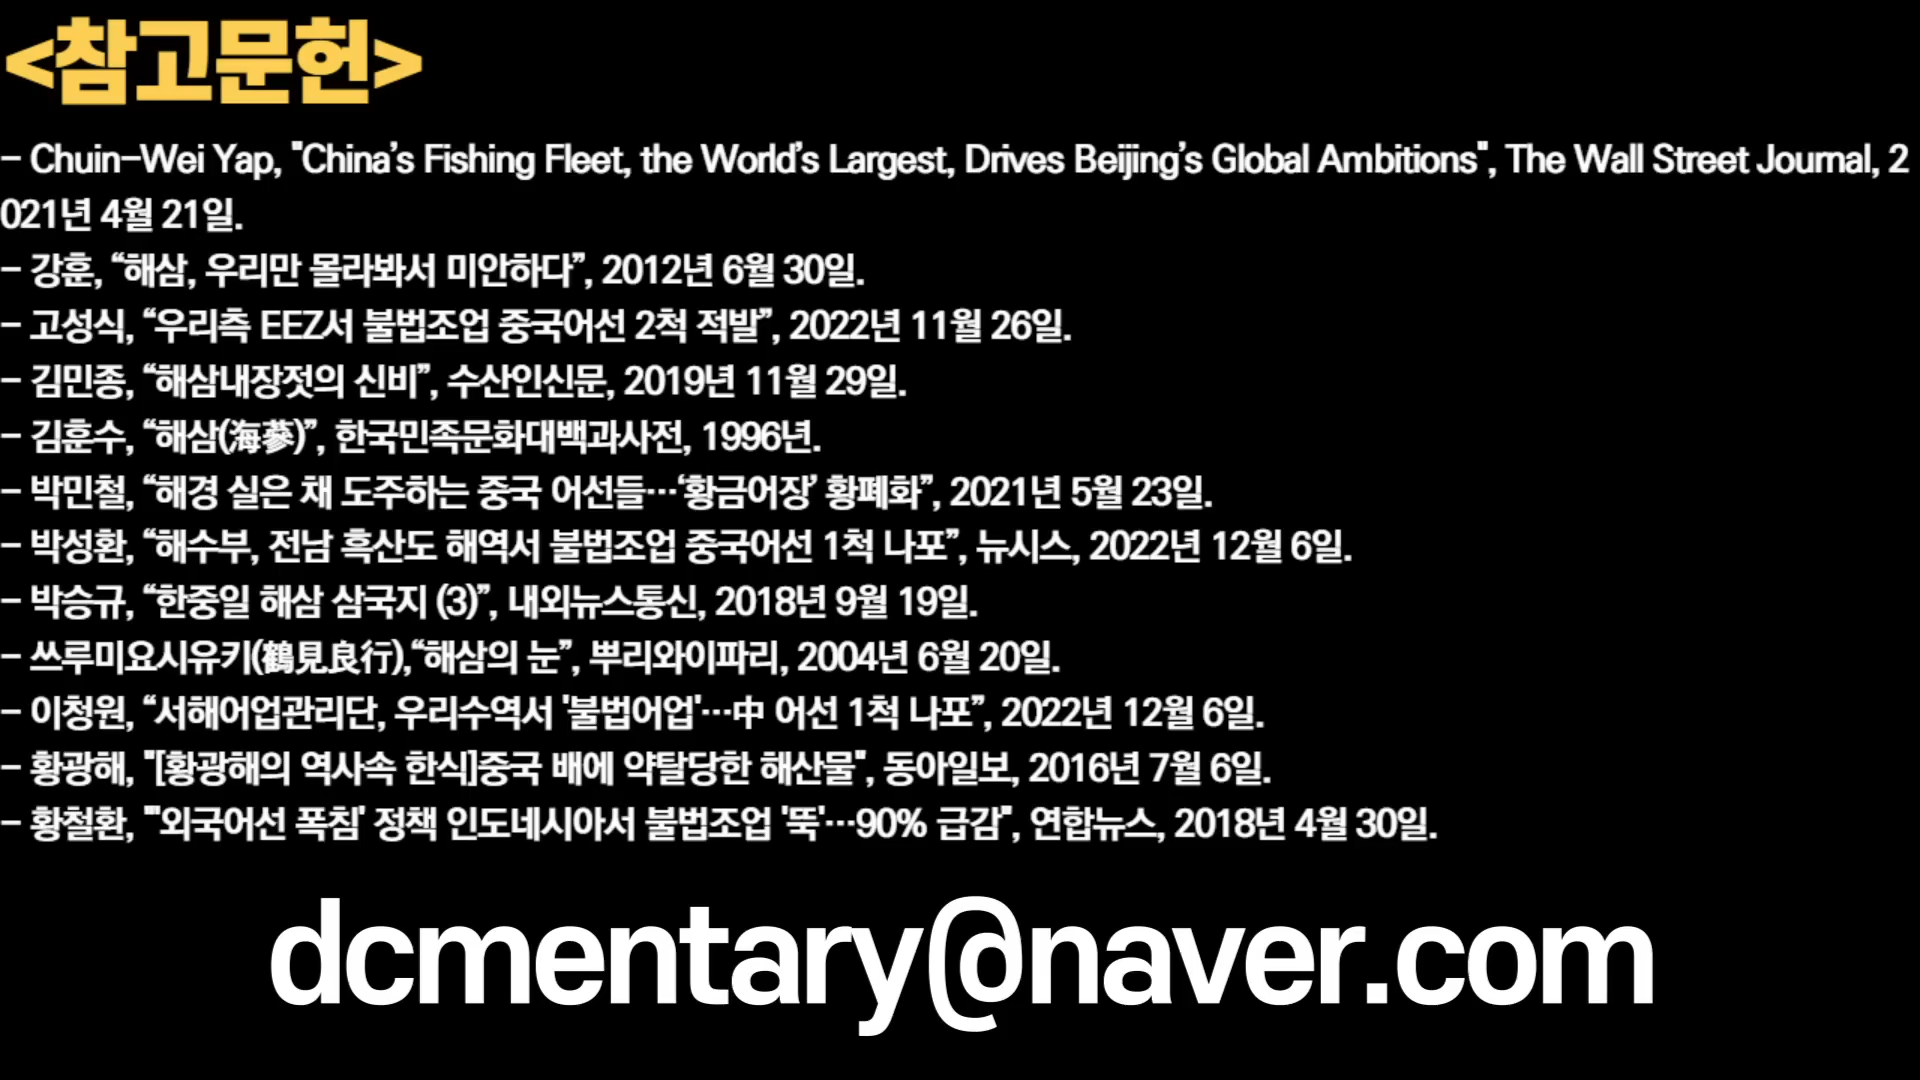 <참고문헌>
- Chuin-Wei Yap, "China's Fishing Fleet, the World's Largest, Drives Beijing's Global Ambitions", The Wall Street Journal, 2
021년 4월 21일.
- 강훈, “해삼, 우리만 몰라봐서 미안하다”, 2012년 6월 30일.
- 고성식, “우리측 EEZ서 불법조업 중국어선 2척 적발”, 2022년 11월 26일.
- 김민종, “해삼내장젓의 신비”, 수산인신문, 2019년 11월 29일.
- 김훈수, “해삼(海蔘)”, 한국민족문화대백과사전, 1996년.
- 박민철, “해경 실은 채 도주하는 중국 어선들…‘황금어장’ 황폐화”, 2021년 5월 23일.
- 박성환, “해수부, 전남 흑산도 해역서 불법조업 중국어선 1척 나포”, 뉴시스, 2022년 12월 6일.
- 박승규, “한중일 해삼 삼국지 (3)”, 내외뉴스통신, 2018년 9월 19일.
- 쓰루미요시유키(鶴見良行),“해삼의 눈”, 뿌리와이파리, 2004년 6월 20일.
- 이청원, “서해어업관리단, 우리수역서 '불법어업'…中 어선 1척 나포”, 2022년 12월 6일.
- 황광해, "[황광해의 역사속 한식]중국 배에 약탈당한 해산물", 동아일보, 2016년 7월 6일.
- 황철환, "'외국어선 폭침' 정책 인도네시아서 불법조업 '뚝'…90% 급감", 연합뉴스, 2018년 4월 30일.
dcmentary@naver.com